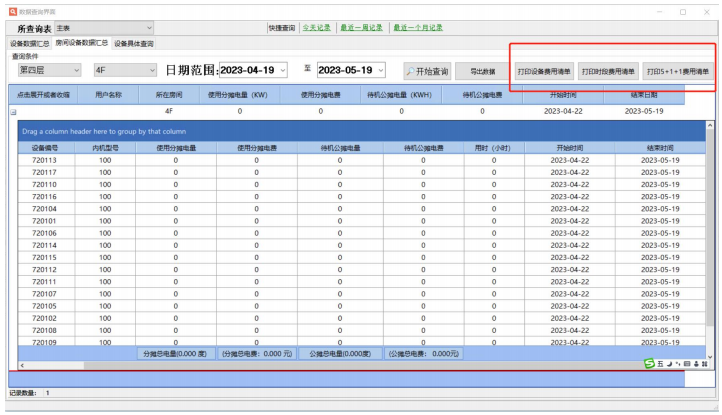 数据查询界面
所查询表 主表 快捷查询 今天记录 最近一周记录 最近一个月记录
设备数据汇总 房间设备数据汇总 设备具体查询
查询条件
第四层 4F 日期范围: 2023-04-19 至 2023-05-19 开始查询 导出数据 打印设备费用清单 打印时段费用清单 打印5+1+1费用清单
点击展开或者收缩 用户名称 所在房间 使用分摊电量 (KW) 使用分摊电费 待机公摊电量 (KWH) 待机公摊电费 开始时间 结束日期
4F 0 0 0 0 2023-04-22 2023-05-19
Drag a column header here to group by that column
设备编号 内机型号 使用分摊电量 使用分摊电费 待机公摊电量 待机公摊电费 用时 (小时) 开始时间 结束时间
720113 100 0 0 0 0 0 2023-04-22 2023-05-19
720117 100 0 0 0 0 0 2023-04-22 2023-05-19
720110 100 0 0 0 0 0 2023-04-22 2023-05-19
720116 100 0 0 0 0 0 2023-04-22 2023-05-19
720104 100 0 0 0 0 0 2023-04-22 2023-05-19
720101 100 0 0 0 0 0 2023-04-22 2023-05-19
720106 100 0 0 0 0 0 2023-04-22 2023-05-19
720114 100 0 0 0 0 0 2023-04-22 2023-05-19
720115 100 0 0 0 0 0 2023-04-22 2023-05-19
720112 100 0 0 0 0 0 2023-04-22 2023-05-19
720111 100 0 0 0 0 0 2023-04-22 2023-05-19
720107 100 0 0 0 0 0 2023-04-22 2023-05-19
720105 100 0 0 0 0 0 2023-04-22 2023-05-19
720102 100 0 0 0 0 0 2023-04-22 2023-05-19
720108 100 0 0 0 0 0 2023-04-22 2023-05-19
720109 100 0 0 0 0 0 2023-04-22 2023-05-19
分摊总电量(0.000 度) (分摊总电费: 0.000 元) 公摊总电量(0.000度) (公摊总电费: 0.000元)
五
记录数量: 1